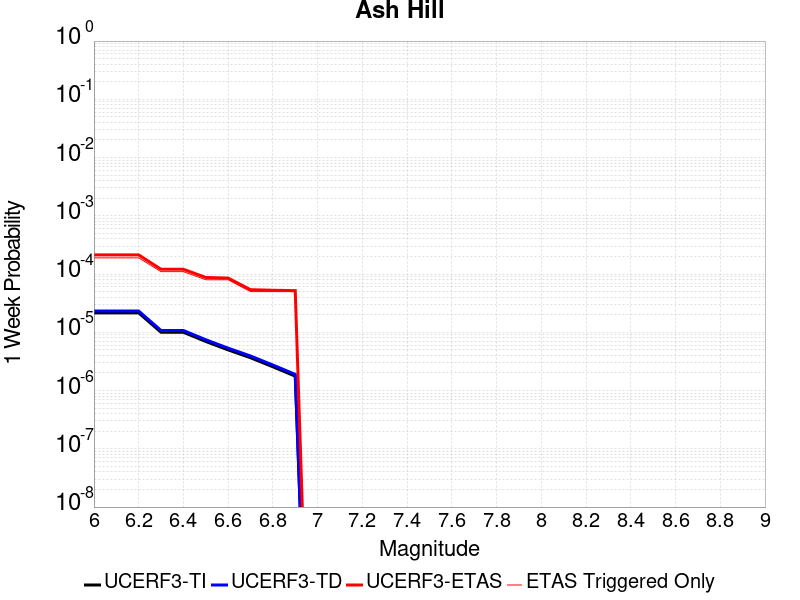 Ash Hill
10^0
10^-1
10^-2
10^-3
10^-4
10^-5
10^-6
10^-7
10^-8
1 Week Probability
6 6.2 6.4 6.6 6.8 7 7.2 7.4 7.6 7.8 8 8.2 8.4 8.6 8.8 9
Magnitude
UCERF3-TI UCERF3-TD UCERF3-ETAS ETAS Triggered Only